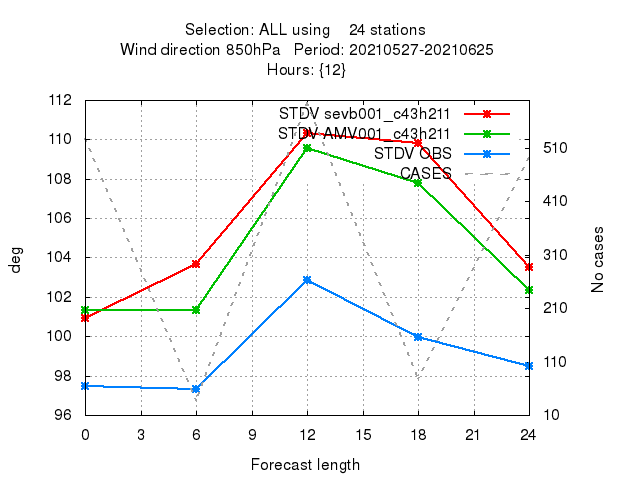 Selection: ALL using 24 stations
Wind direction 850hPa Period: 20210527-20210625
Hours: {12}
STDV sevb001_c43h211
STDV AMV001_c43h211
STDV OBS
CASES
112
110
108
106
104
102
100
98
96
deg
510
410
310
210
110
10
No cases
0 3 6 9 12 15 18 21 24
Forecast length